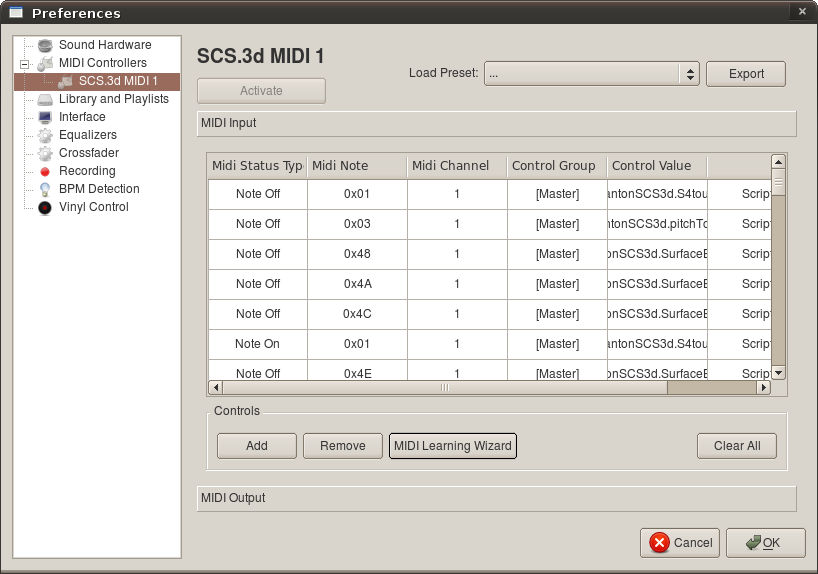 Preferences
Sound Hardware
MIDI Controllers
SCS.3d MIDI 1
Library and Playlists
Interface
Equalizers
Crossfader
Recording
BPM Detection
Vinyl Control
SCS.3d MIDI 1
Load Preset: ... Export
Activate
MIDI Input
Midi Status Typ Midi Note Midi Channel Control Group Control Value
Note Off 0x01 1 [Master] antonSCS3d.S4tou Script
Note Off 0x03 1 [Master] ntonSCS3d.pitchTo Script
Note Off 0x48 1 [Master] onSCS3d.SurfaceB Script
Note Off 0x4A 1 [Master] onSCS3d.SurfaceB Script
Note Off 0x4C 1 [Master] onSCS3d.SurfaceB Script
Note On 0x01 1 [Master] antonSCS3d.S4tou Script
Note Off 0x4E 1 [Master] onSCS3d.SurfaceB Script
Controls
Add Remove MIDI Learning Wizard Clear All
MIDI Output
Cancel OK